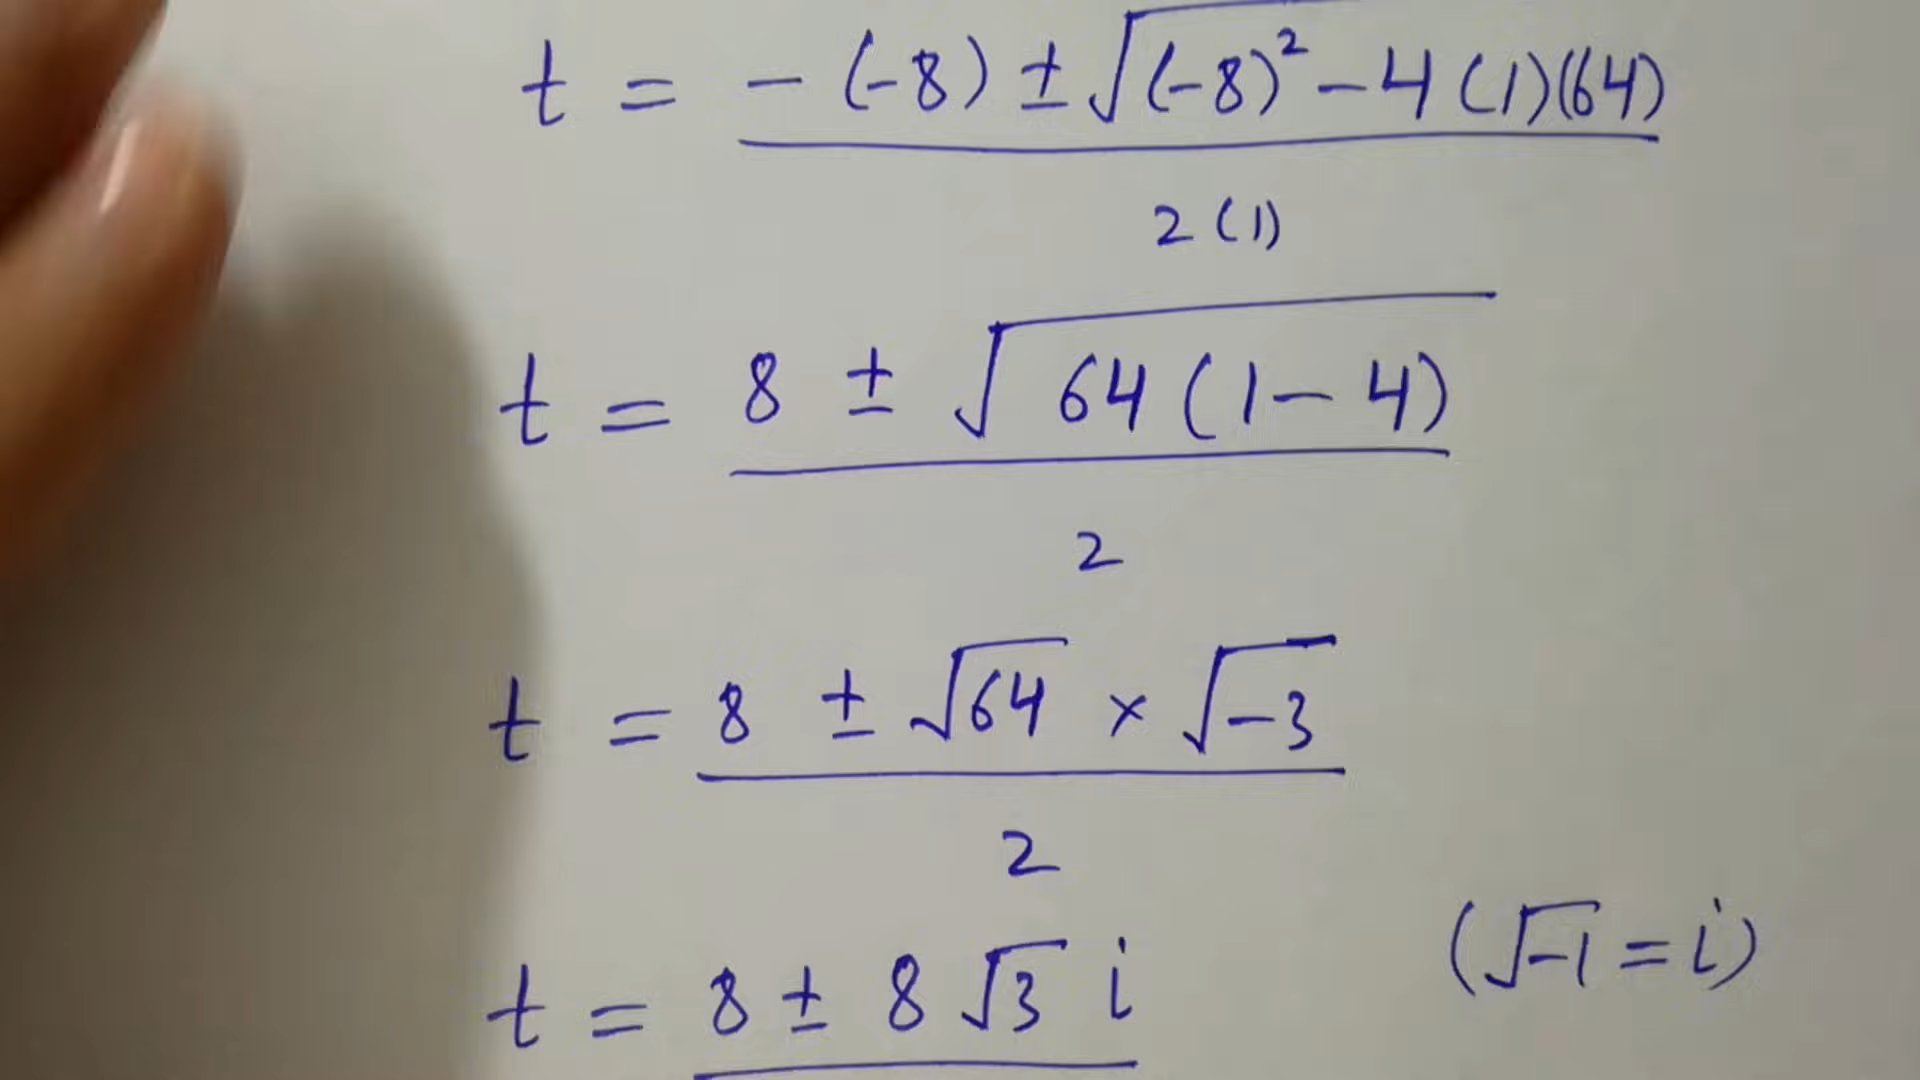 t = - (-8) ± √(-8)² - 4 (1)(64)
2 (1)
t = 8 ± √64 (1 - 4)
2
t = 8 ± √64 × √-3
2
(√-1 = i)
t = 8 ± 8 √3 i